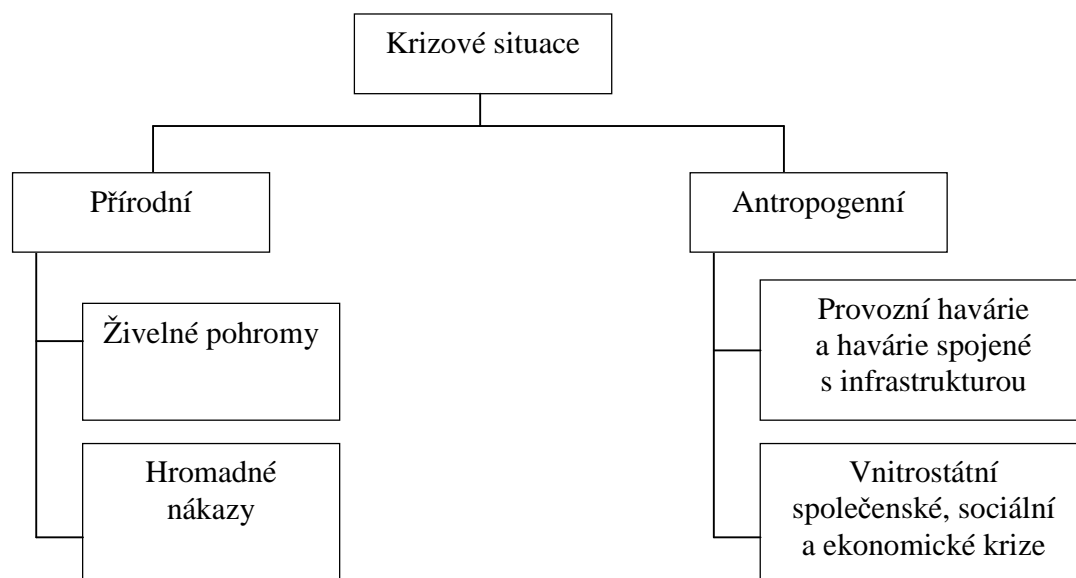 Krizové situace
Přírodní
Antropogenní
Živelné pohromy
Provozní havárie
a havárie spojené
s infrastrukturou
Hromadné
nákazy
Vnitrostátní
společenské, sociální
a ekonomické krize